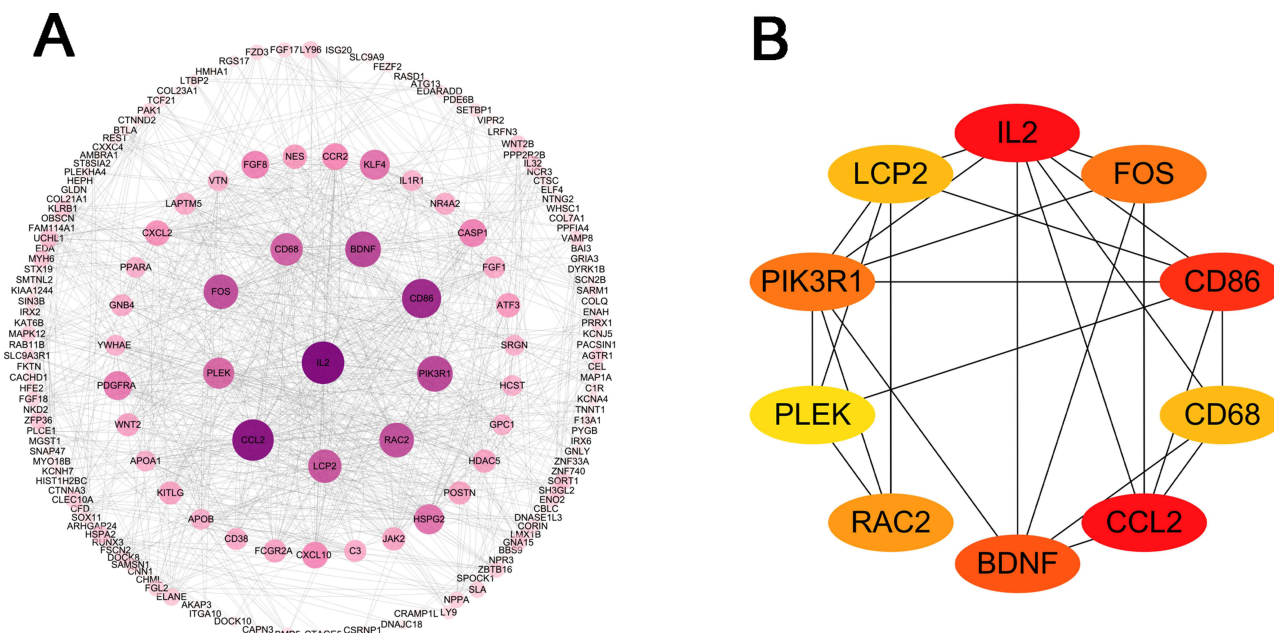 A
B
FZD3
FGF17
LY96
ISG20
SLC9A9
FEZF2
RASD1
ATG13
EDARADD
PDE6B
SETBP1
VIPR2
LRFN3
WNT2B
PPP2R2B
IL32
NCR3
CTSC
ELF4
NTNG2
WHSC1
COL7A1
PPFIA4
VAMP8
BAI3
GRIA3
DYRK1B
SCN2B
SARM1
COLQ
ENAH
PRRX1
KCNJ5
PACSIN1
AGTR1
CEL
MAP1A
C1R
KCNA4
TNNT1
F13A1
PYGB
IRX6
GNLY
ZNF33A
ZNF740
SORT1
SH3GL2
ENO2
CBLC
DNASE1L3
CORIN
LMX1B
GNA15
BBS9
NPR3
ZBTB16
SPOCK1
SLA
NPPA
LY9
CRAMP1L
DNAJC18
CSRNP1
CAPN3
DOCK10
ITGA10
AKAP3
ELANE
FGL2
CHML
CNN1
SAMSN1
DOCK8
FSCN2
RUNX3
HSPA2
ARHGAP24
SOX11
CFD
CLEC10A
CTNNA3
HIST1H2BC
KCNH7
MYO18B
SNAP47
MGST1
PLCE1
ZFP36
NKD2
FGF18
HFE2
CACHD1
FKTN
SLC9A3R1
RAB11B
MAPK12
KAT6B
IRX2
SIN3B
KIAA1244
SMTNL2
STX19
MYH6
EDA
UCHL1
FAM114A1
OBSCN
KLRB1
COL21A1
GLDN
HEPH
PLEKHA4
ST8SIA2
AMBRA1
CXXC4
REST
BTLA
CTNND2
PAK1
TCF21
COL23A1
LTBP2
HMHA1
RGS17
FGF8
NES
CCR2
KLF4
IL1R1
NR4A2
CASP1
FGF1
ATF3
SRGN
HCST
GPC1
HDAC5
POSTN
HSPG2
JAK2
C3
CXCL10
FCGR2A
CD38
APOB
KITLG
APOA1
WNT2
PDGFRA
YWHAE
GNB4
PPARA
CXCL2
LAPTM5
VTN
CD68
BDNF
FOS
CD86
IL2
PLEK
PIK3R1
CCL2
RAC2
LCP2
IL2
LCP2
FOS
PIK3R1
CD86
PLEK
CD68
RAC2
CCL2
BDNF